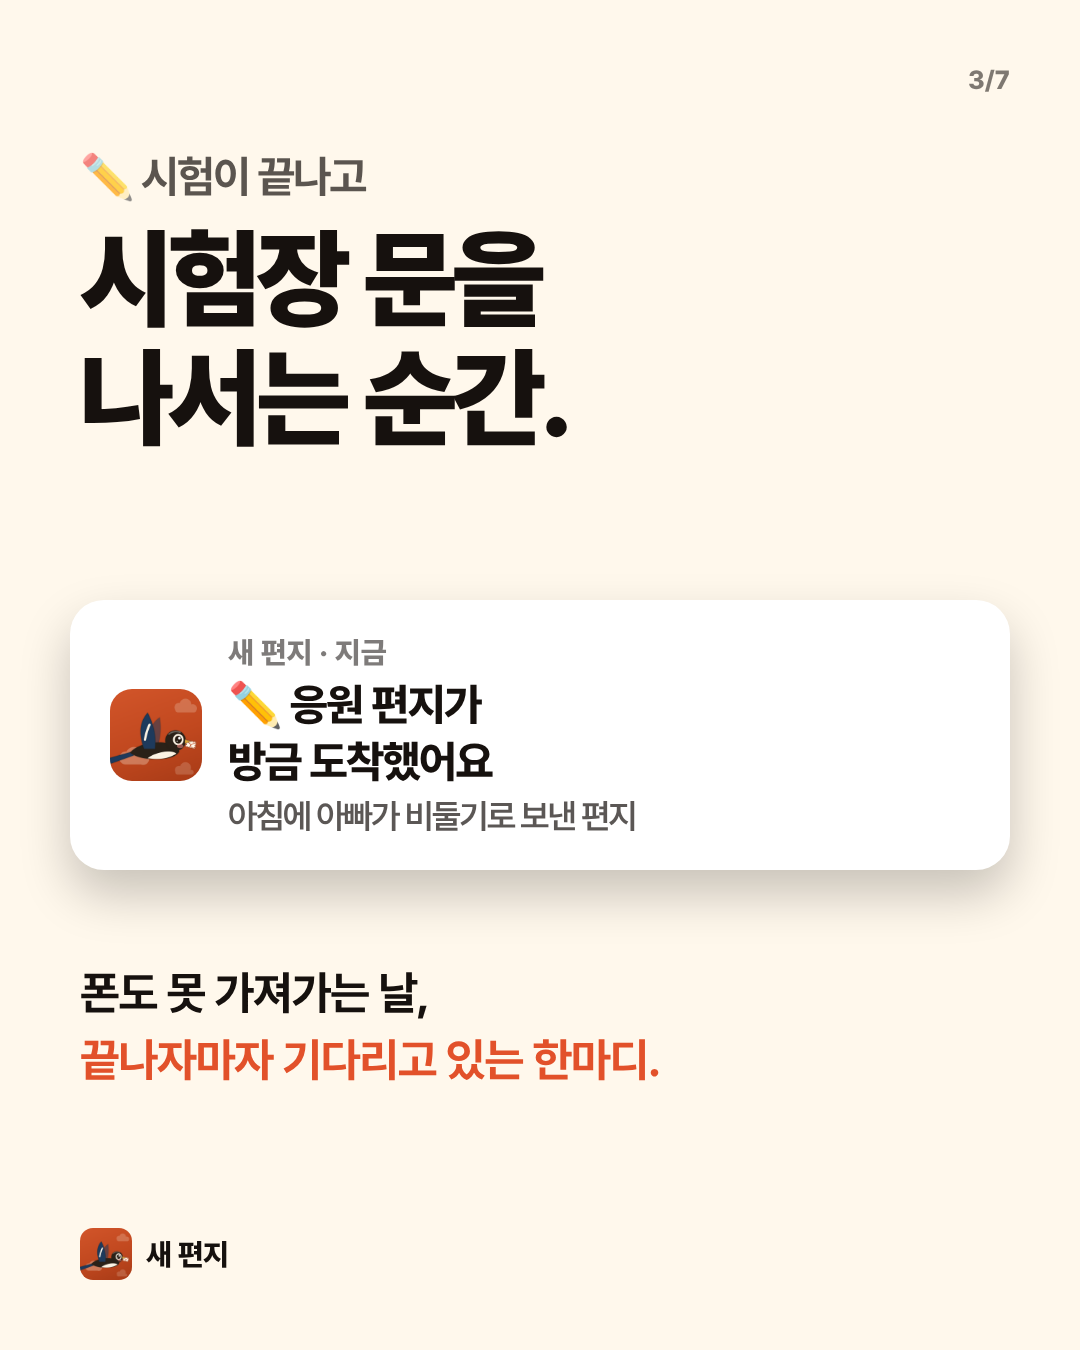 3/7
✏️ 시험이 끝나고
시험장 문을
나서는 순간.
새 편지 · 지금
✏️ 응원 편지가
방금 도착했어요
아침에 아빠가 비둘기로 보낸 편지
폰도 못 가져가는 날,
끝나자마자 기다리고 있는 한마디.
새 편지